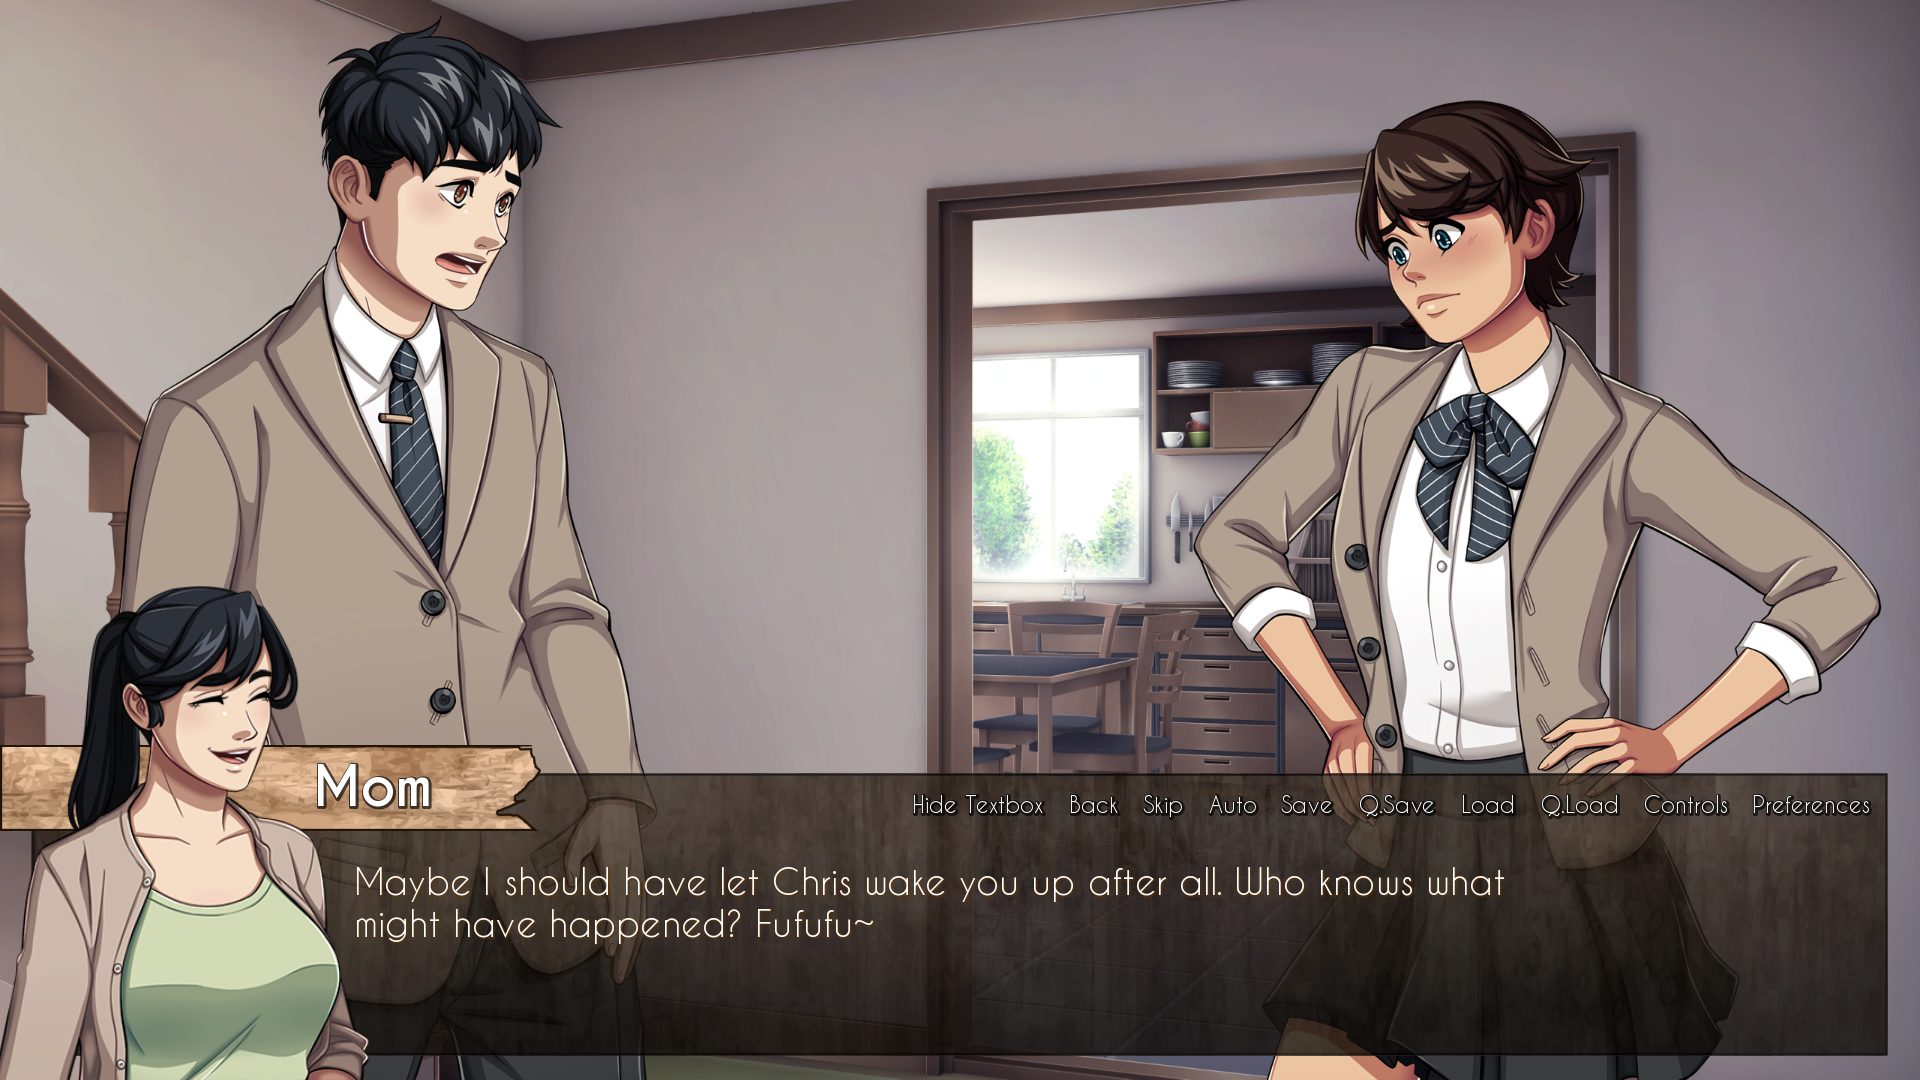 Mom
Hide Textbox Back Skip Auto Save Q.Save Load Q.Load Controls Preferences
Maybe I should have let Chris wake you up after all. Who knows what
might have happened? Fufufu~